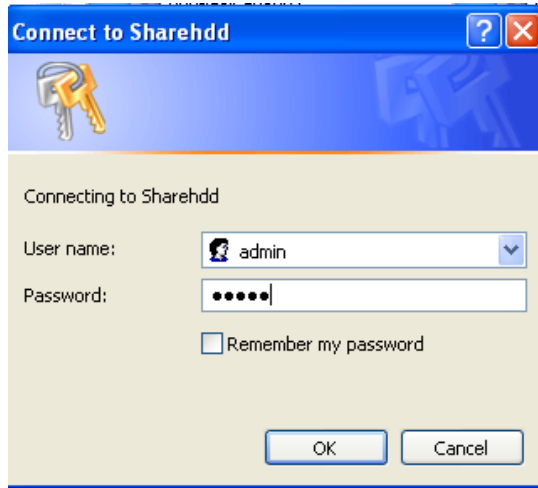 Connect to Sharehdd
Connecting to Sharehdd
User name: admin
Password: •••••
Remember my password
OK Cancel